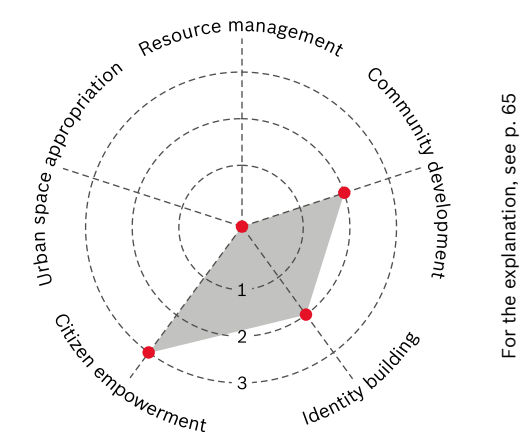 Resource management
Community development
Urban space appropriation
Citizen empowerment
Identity building
1
2
3
For the explanation, see p. 65